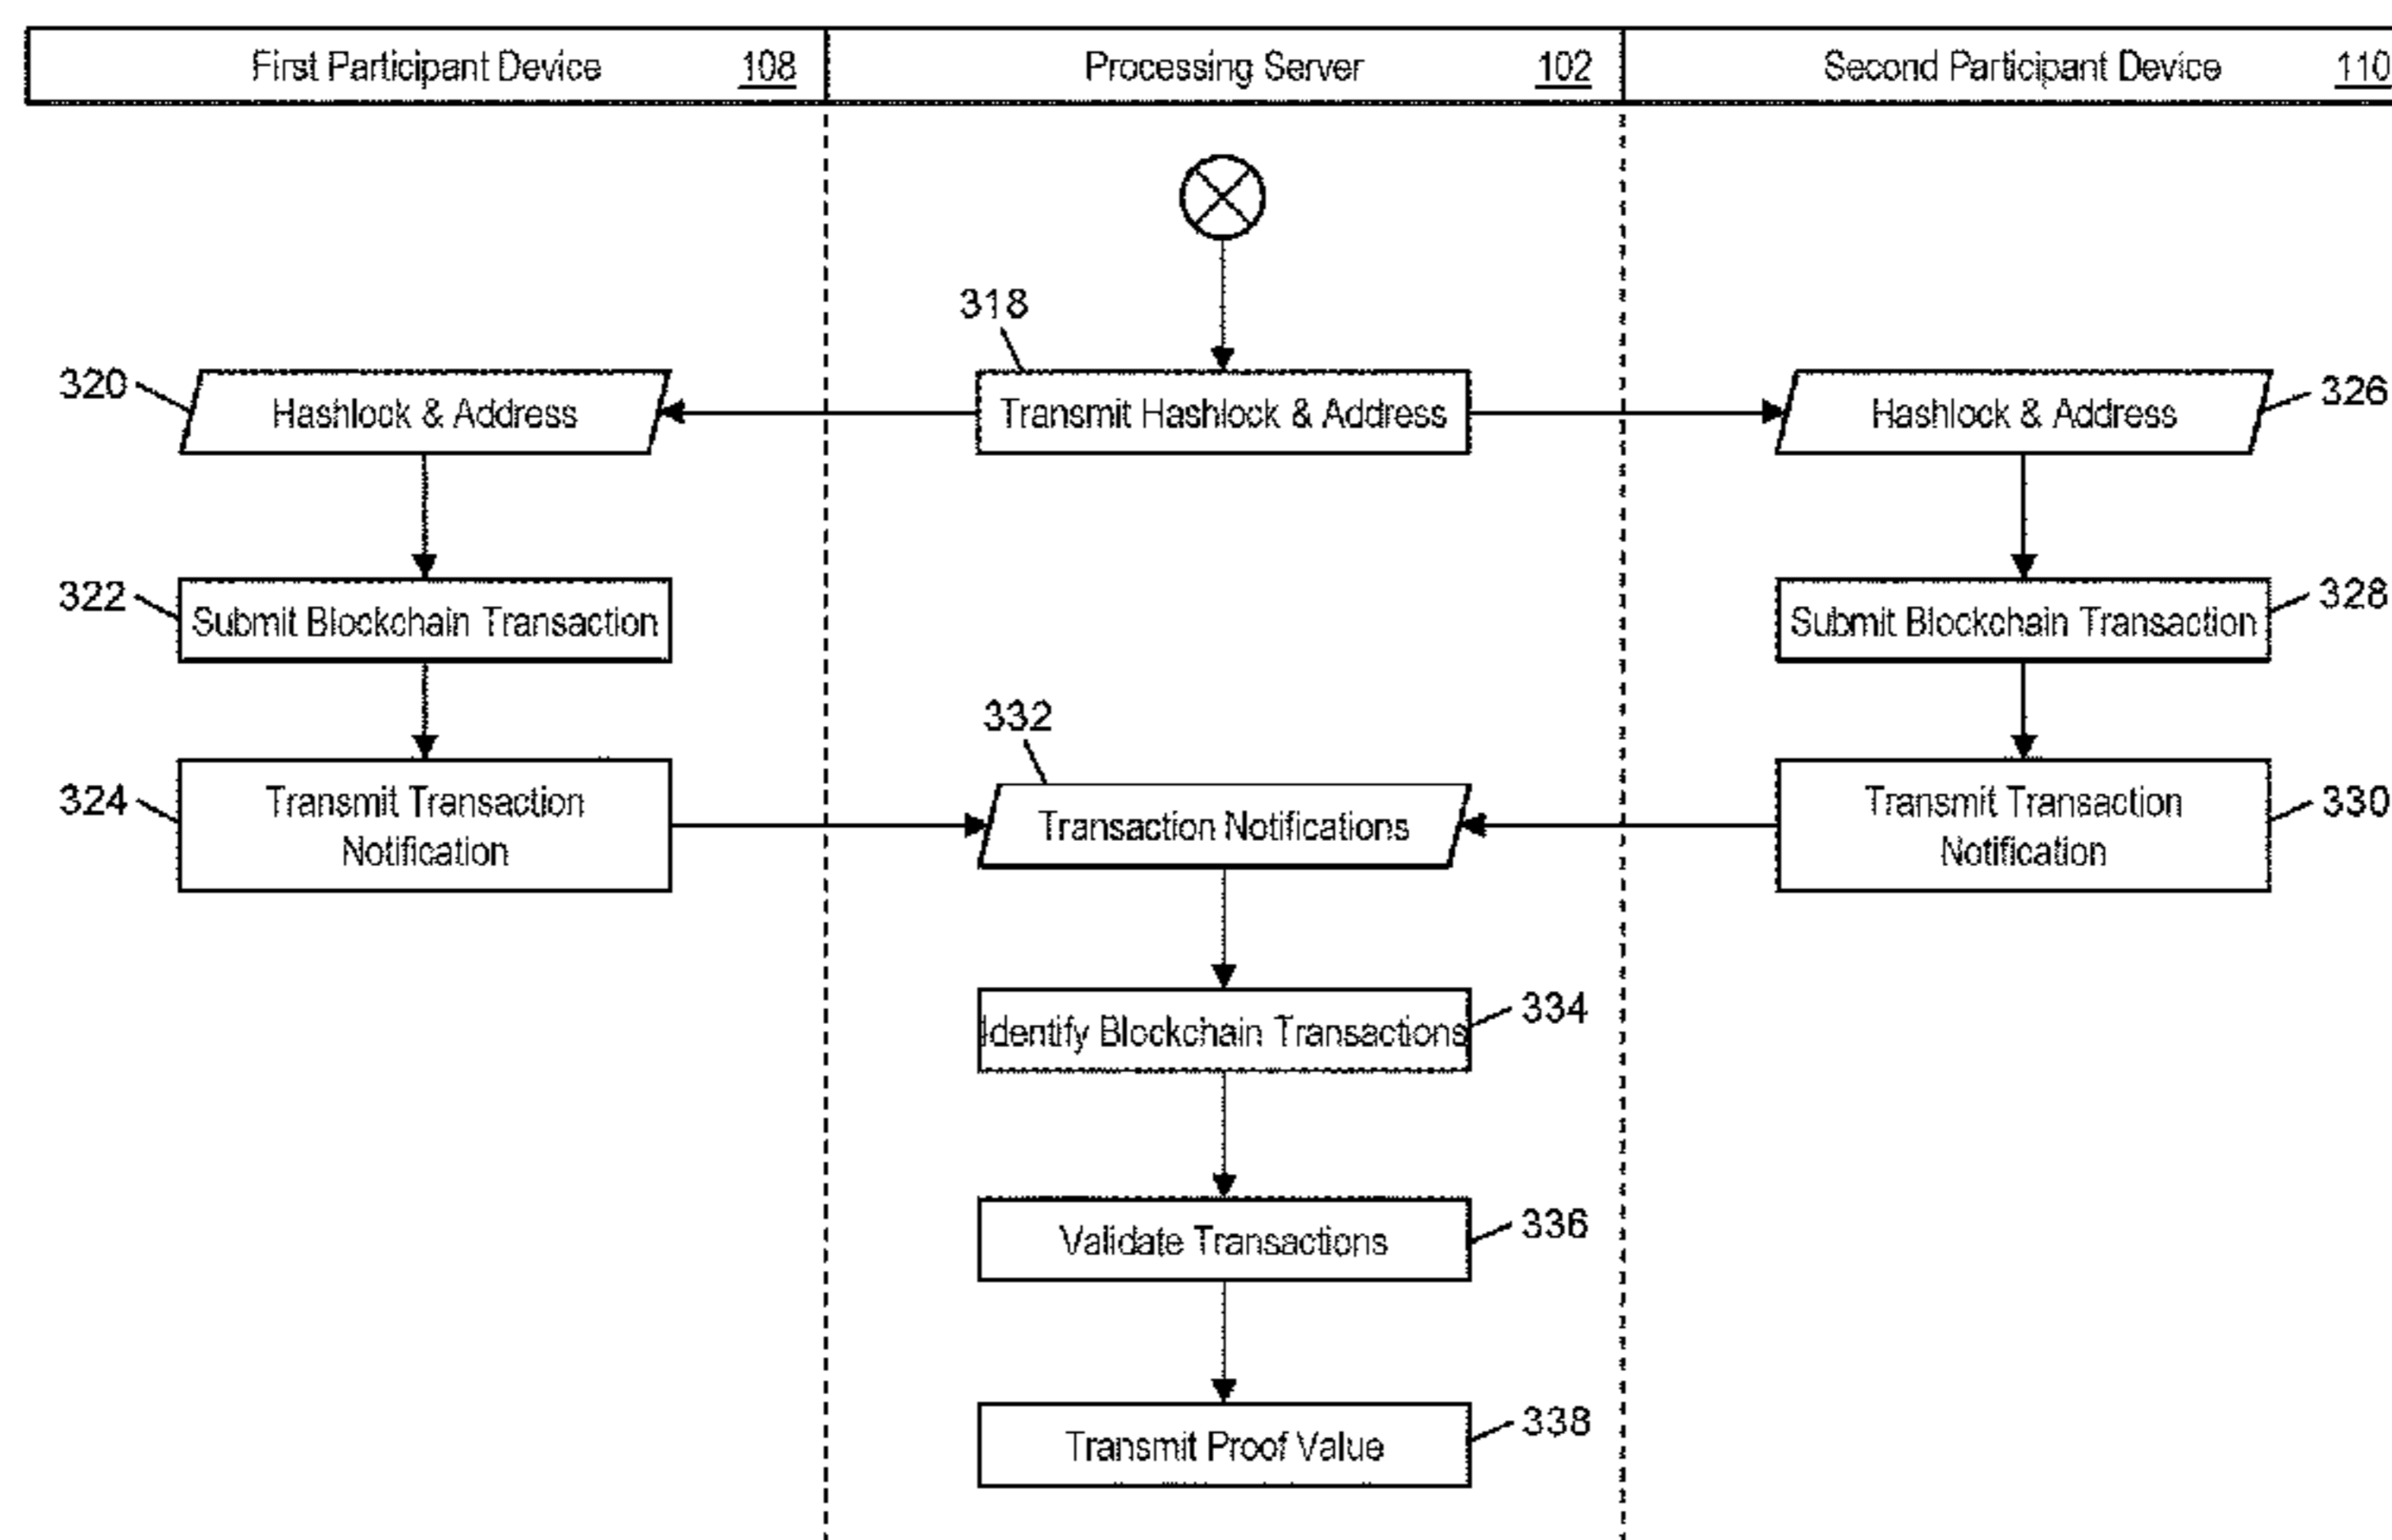 First Participant Device 108
Processing Server 102
Second Participant Device 110
318
320
Hashlock & Address
Transmit Hashlock & Address
Hashlock & Address
326
322
Submit Blockchain Transaction
Submit Blockchain Transaction
328
332
324
Transmit Transaction
Notification
Transaction Notifications
Transmit Transaction
Notification
330
Identify Blockchain Transactions
334
Validate Transactions
336
Transmit Proof Value
338